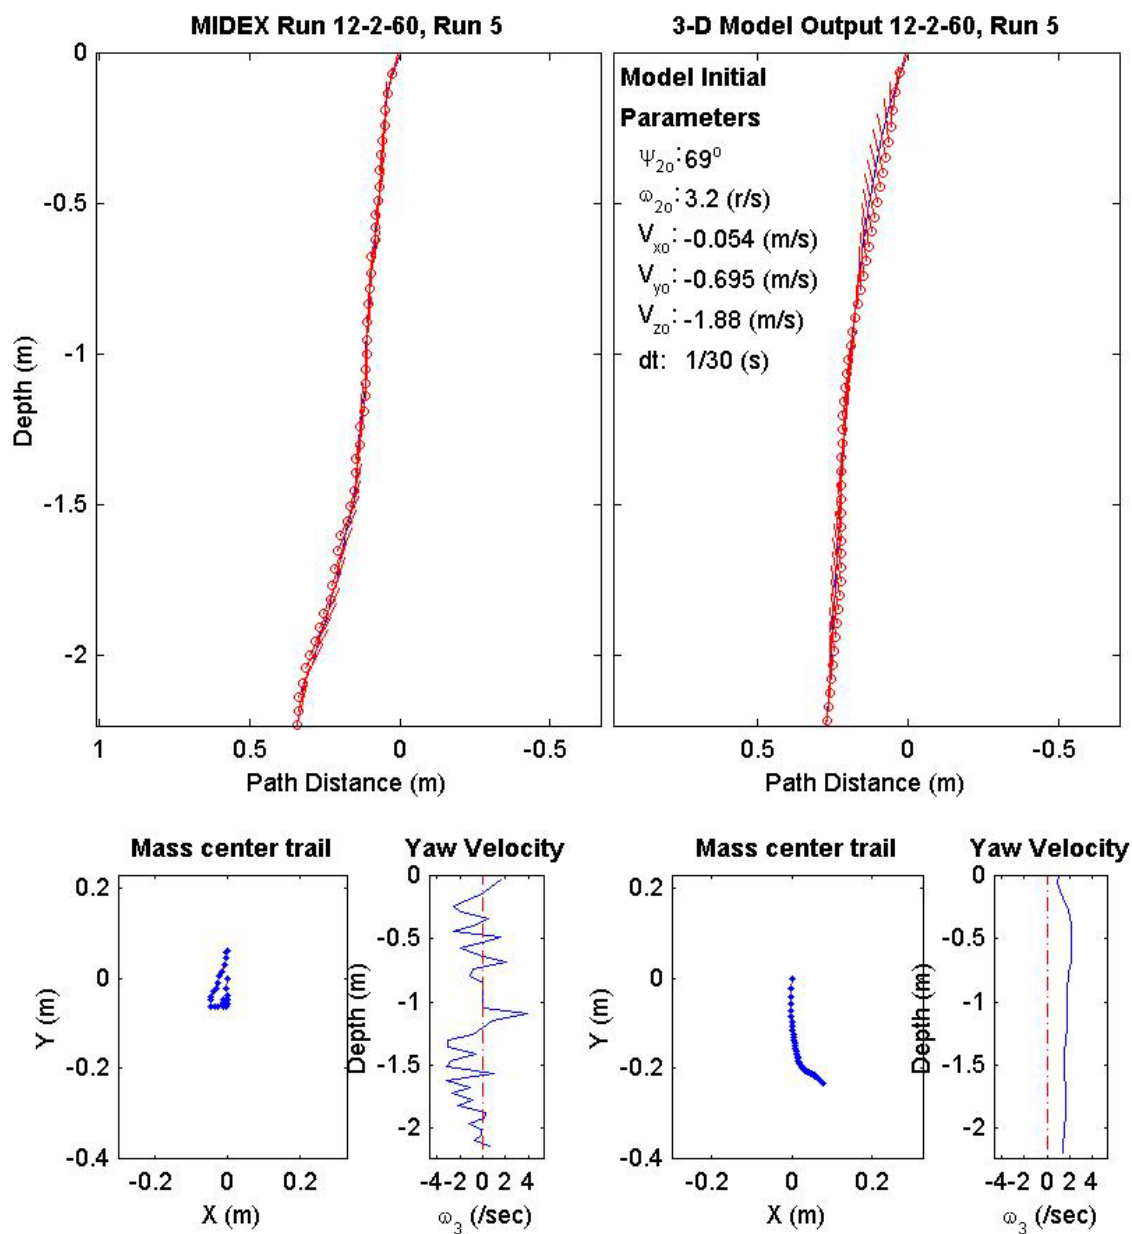 MIDEX Run 12-2-60, Run 5
3-D Model Output 12-2-60, Run 5
0
-0.5
-1
-1.5
-2
Depth (m)
1 0.5 0 -0.5
Path Distance (m)
0
Model Initial
Parameters
Ψ2o: 69o
ω2o: 3.2 (r/s)
Vxo: -0.054 (m/s)
Vyo: -0.695 (m/s)
Vzo: -1.88 (m/s)
dt: 1/30 (s)
0.5 0 -0.5
Path Distance (m)
Mass center trail
0.2
0
-0.2
-0.4
Y (m)
-0.2 0 0.2
X (m)
Yaw Velocity
0
-0.5
-1
-1.5
-2
Depth (m)
-4 -2 0 2 4
ω3 (/sec)
Mass center trail
0.2
0
-0.2
-0.4
Y (m)
-0.2 0 0.2
X (m)
Yaw Velocity
0
-0.5
-1
-1.5
-2
Depth (m)
-4 -2 0 2 4
ω3 (/sec)